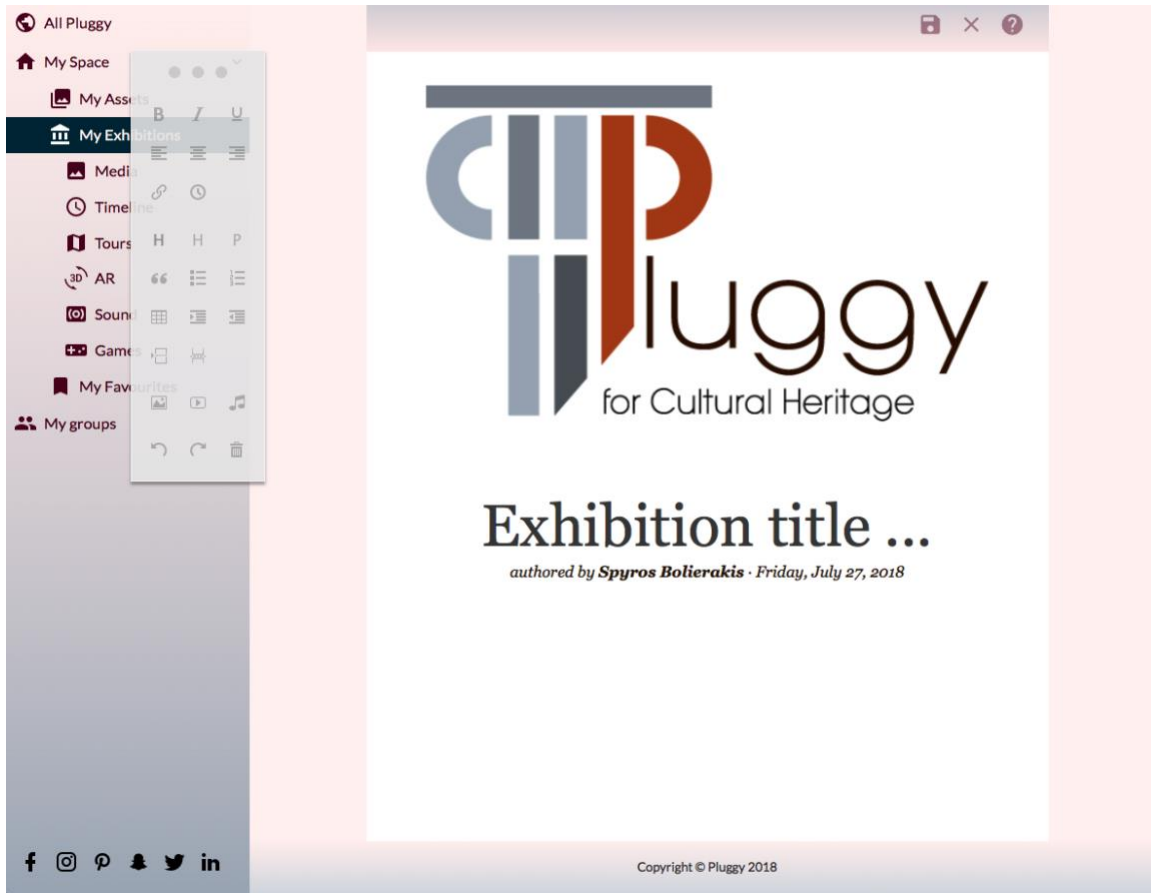 All Pluggy
My Space
My Assets
My Exhibitions
Media
Timeline
Tours
3D AR
Sound
Games
My Favourites
My groups
B I U
H H P
Pluggy
for Cultural Heritage
Exhibition title ...
authored by Spyros Bolierakis · Friday, July 27, 2018
Copyright © Pluggy 2018